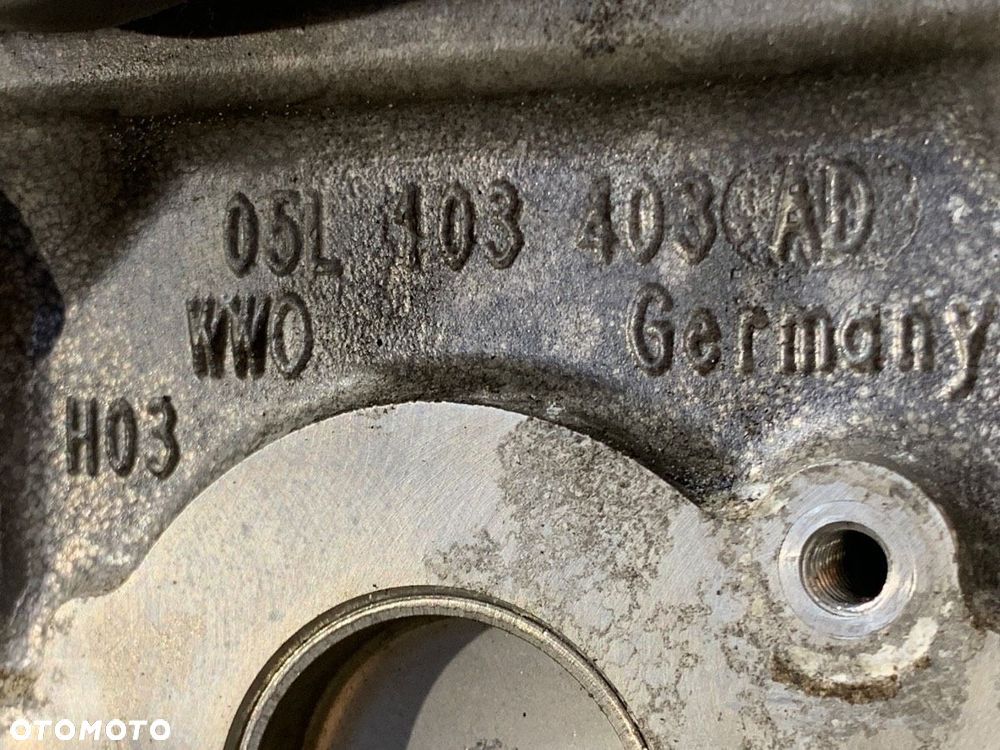 05L 103 403 AD
WWO Germany
H03
OTOMOTO